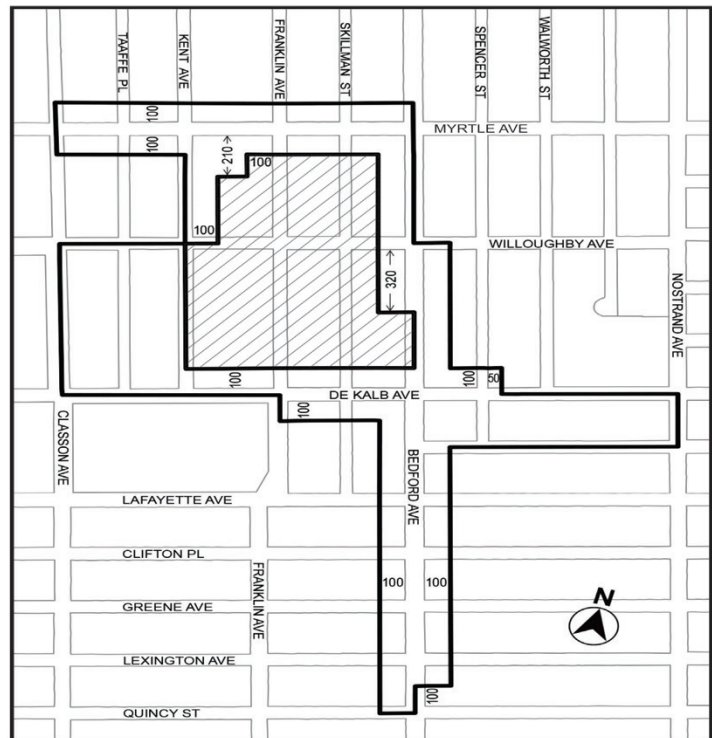 TAAFFE PL
KENT AVE
FRANKLIN AVE
SKILLMAN ST
SPENCER ST
WALWORTH ST
100
MYRTLE AVE
100
210
100
100
WILLOUGHBY AVE
320
NOSTRAND AVE
100
100
50
DE KALB AVE
100
CLASSON AVE
BEDFORD AVE
LAFAYETTE AVE
CLIFTON PL
FRANKLIN AVE
100
100
GREENE AVE
N
LEXINGTON AVE
100
QUINCY ST